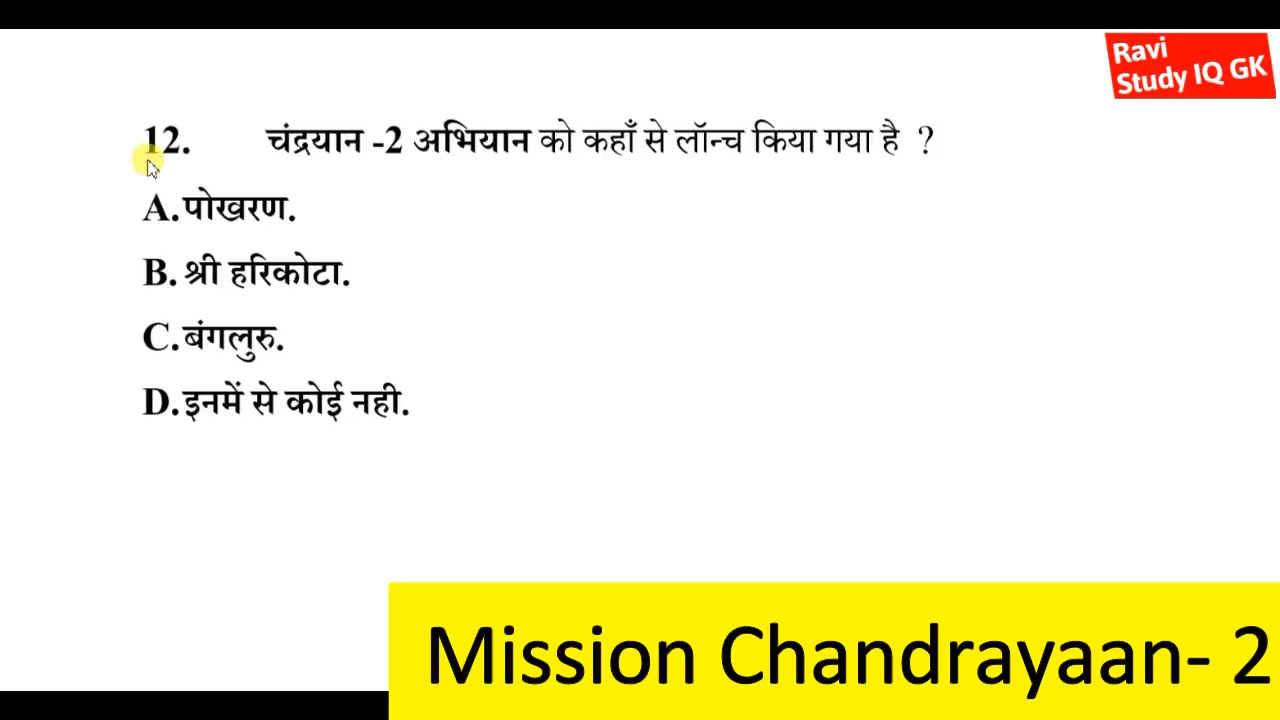 Ravi
Study IQ GK
12. चंद्रयान -2 अभियान को कहाँ से लॉन्च किया गया है ?
A. पोखरण.
B. श्री हरिकोटा.
C. बंगलुरु.
D. इनमें से कोई नही.
Mission Chandrayaan- 2